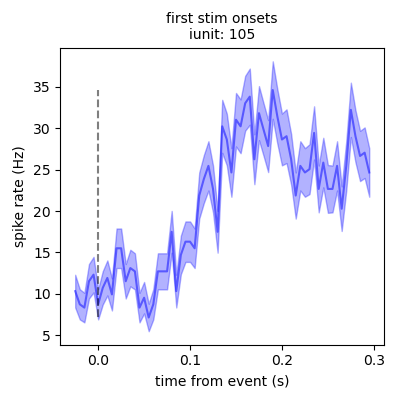 first stim onsets
iunit: 105
spike rate (Hz)
35
30
25
20
15
10
5
0.0 0.1 0.2 0.3
time from event (s)